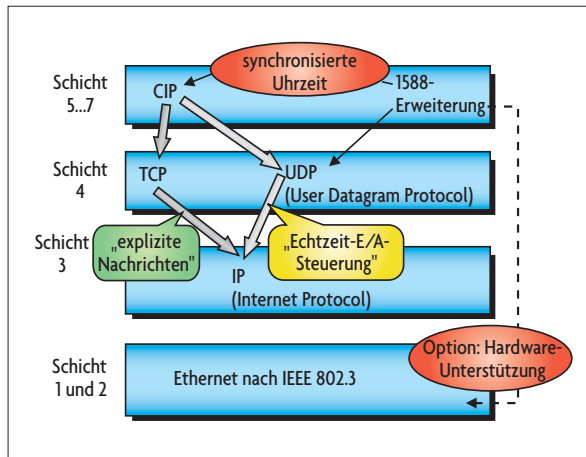 synchronisierte
Uhrzeit
Schicht
5...7
CIP
1588-
Erweiterung
Schicht
4
TCP
UDP
(User Datagram Protocol)
"explizite
Nachrichten"
"Echtzeit-E/A-
Steuerung"
Schicht
3
IP
(Internet Protocol)
Option: Hardware-
Unterstützung
Schicht
1 und 2
Ethernet nach IEEE 802.3